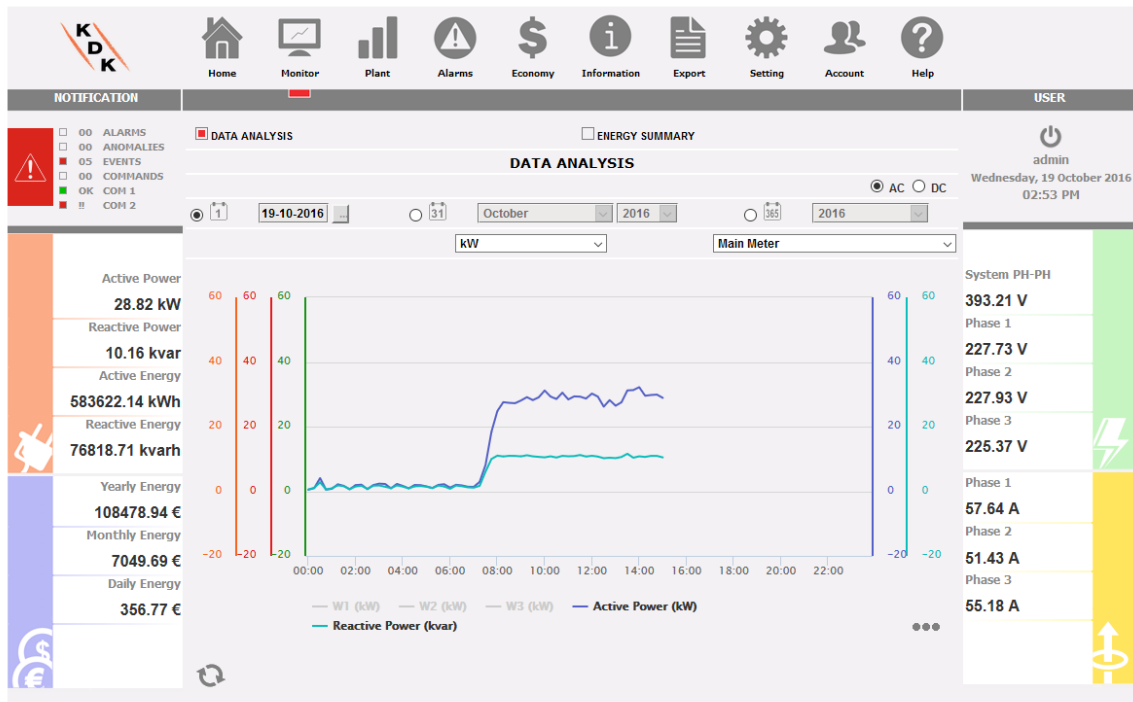 K
D
K
Home Monitor Plant Alarms Economy Information Export Setting Account Help
NOTIFICATION
USER
00 ALARMS
00 ANOMALIES
05 EVENTS
00 COMMANDS
OK COM 1
!! COM 2
DATA ANALYSIS ENERGY SUMMARY
DATA ANALYSIS
AC DC
1 19-10-2016 ... 31 October 2016 365 2016
kW Main Meter
admin
Wednesday, 19 October 2016
02:53 PM
Active Power
28.82 kW
Reactive Power
10.16 kvar
Active Energy
583622.14 kWh
Reactive Energy
76818.71 kvarh
Yearly Energy
108478.94 €
Monthly Energy
7049.69 €
Daily Energy
356.77 €
60 60 60 60 60
40 40 40 40 40
20 20 20 20 20
0 0 0 0 0
-20 -20 -20 -20 -20
00:00 02:00 04:00 06:00 08:00 10:00 12:00 14:00 16:00 18:00 20:00 22:00
W1 (kW) W2 (kW) W3 (kW) Active Power (kW)
Reactive Power (kvar)
System PH-PH
393.21 V
Phase 1
227.73 V
Phase 2
227.93 V
Phase 3
225.37 V
Phase 1
57.64 A
Phase 2
51.43 A
Phase 3
55.18 A